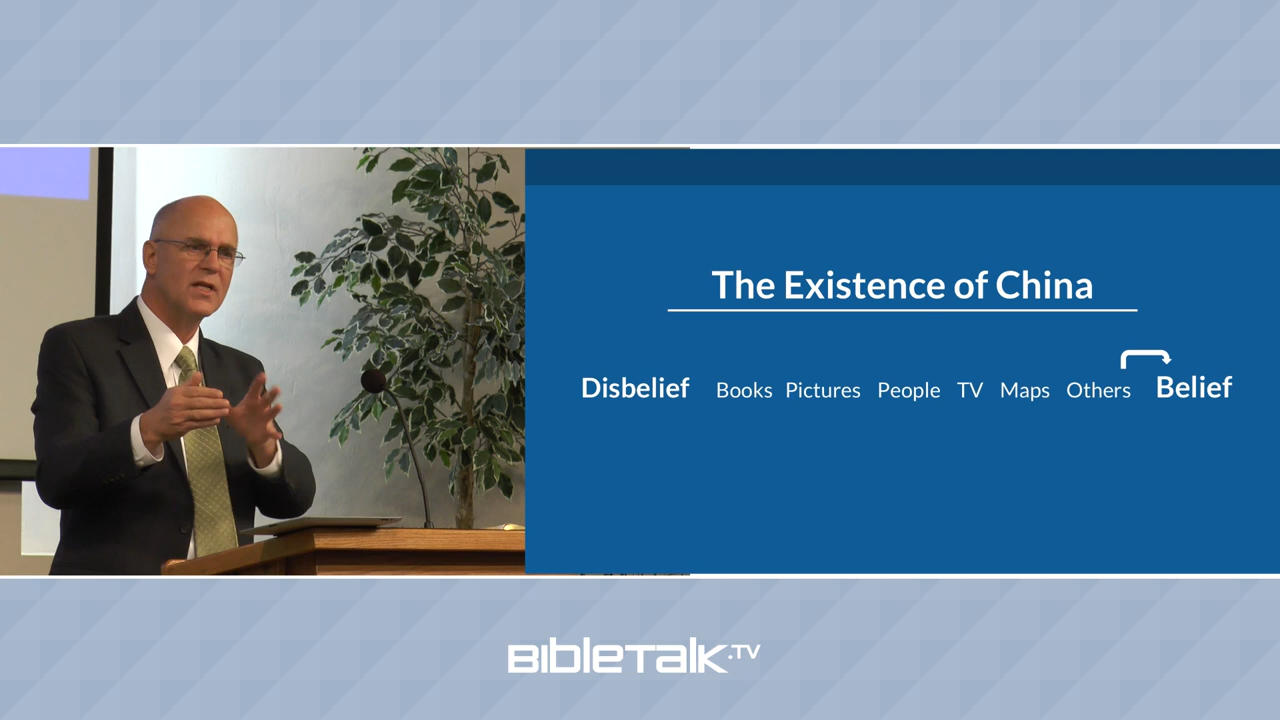 The Existence of China
Disbelief Books Pictures People TV Maps Others Belief
BibleTalk.TV